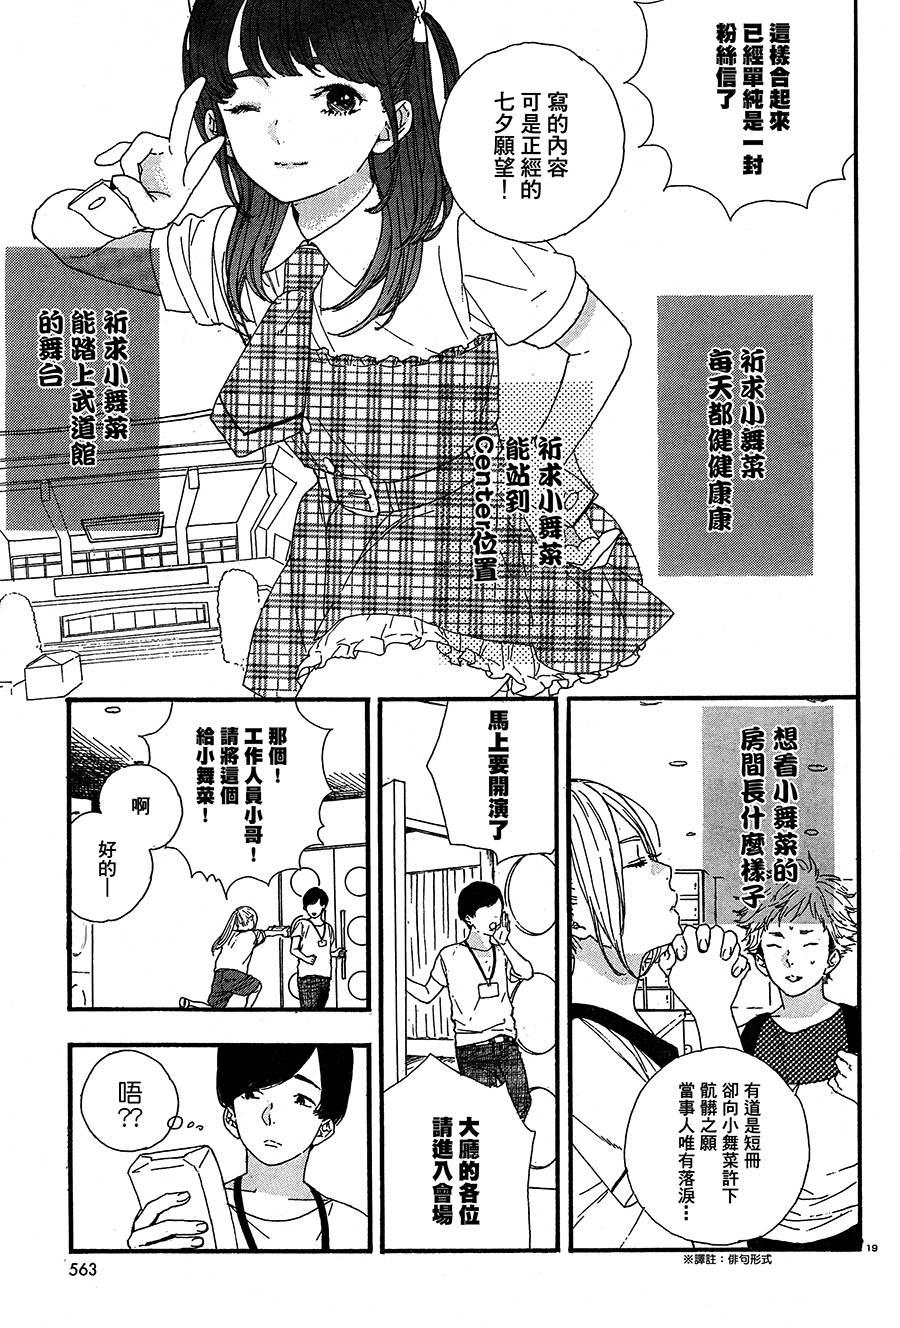 這樣合起來
已經單純是一封
粉絲信了
寫的內容
可是正經的
七夕願望！
祈求小舞菜
每天都健健康康
祈求小舞菜
能站到
Center位置
祈求小舞菜
能踏上武道館
的舞台
想看小舞菜的
房間長什麼樣子
有道是短冊
卻向小舞菜許下
骯髒之願
當事人唯有落淚…
※譯註：俳句形式
19
馬上要開演了
大廳的各位
請進入會場
那個！
工作人員小哥！
請將這個
給小舞菜！
啊
好的—
唔??
563